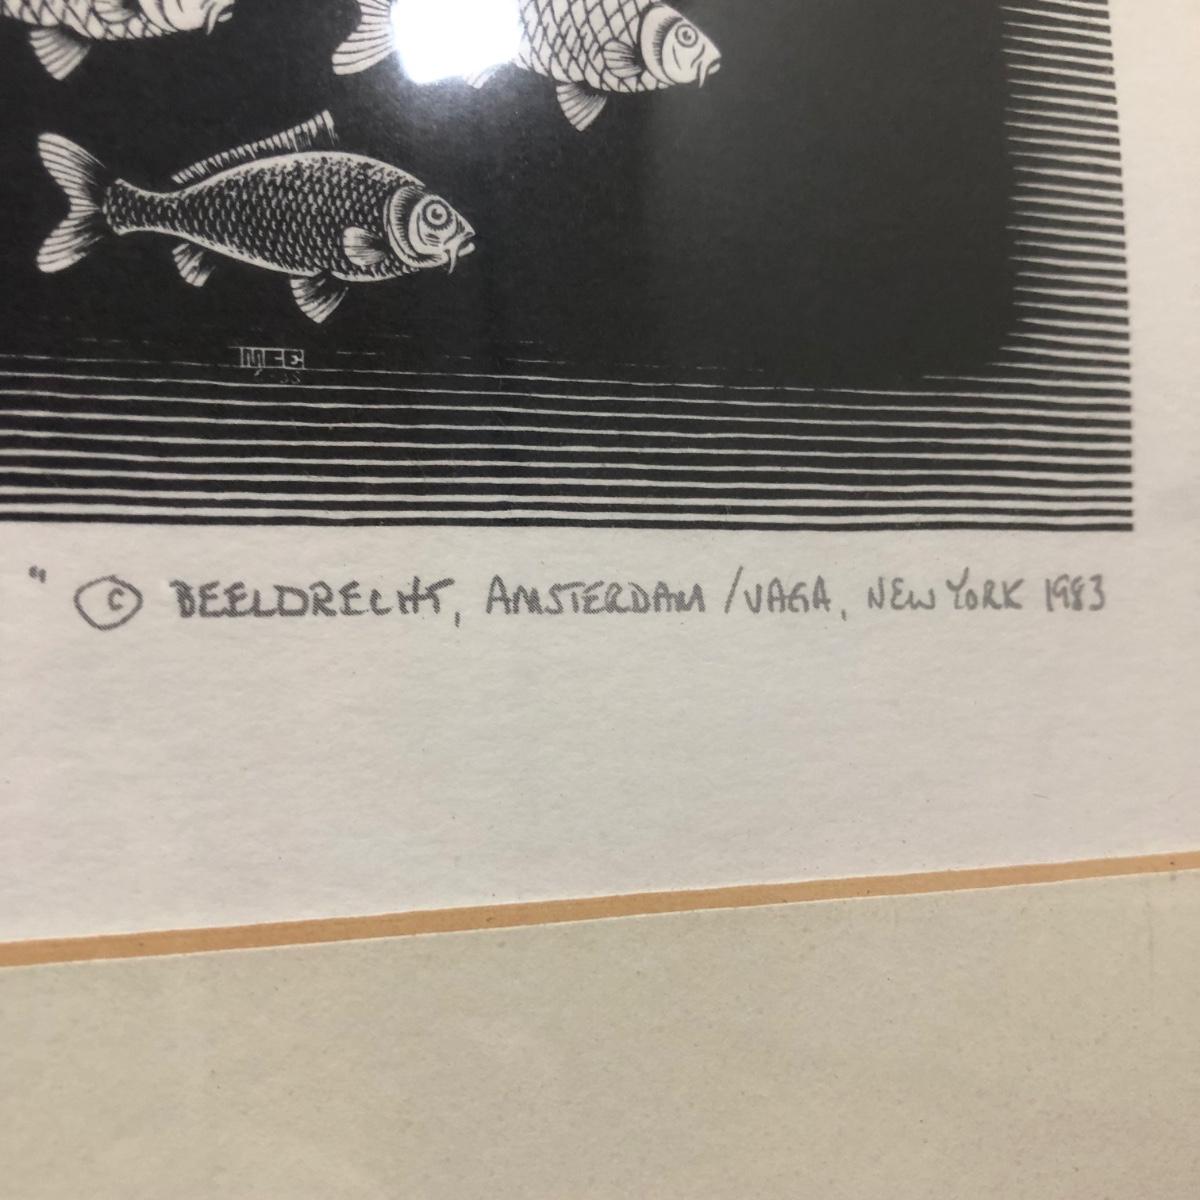 MCE
" © BEELDRECHT, AMSTERDAM / VAGA, NEW YORK 1983